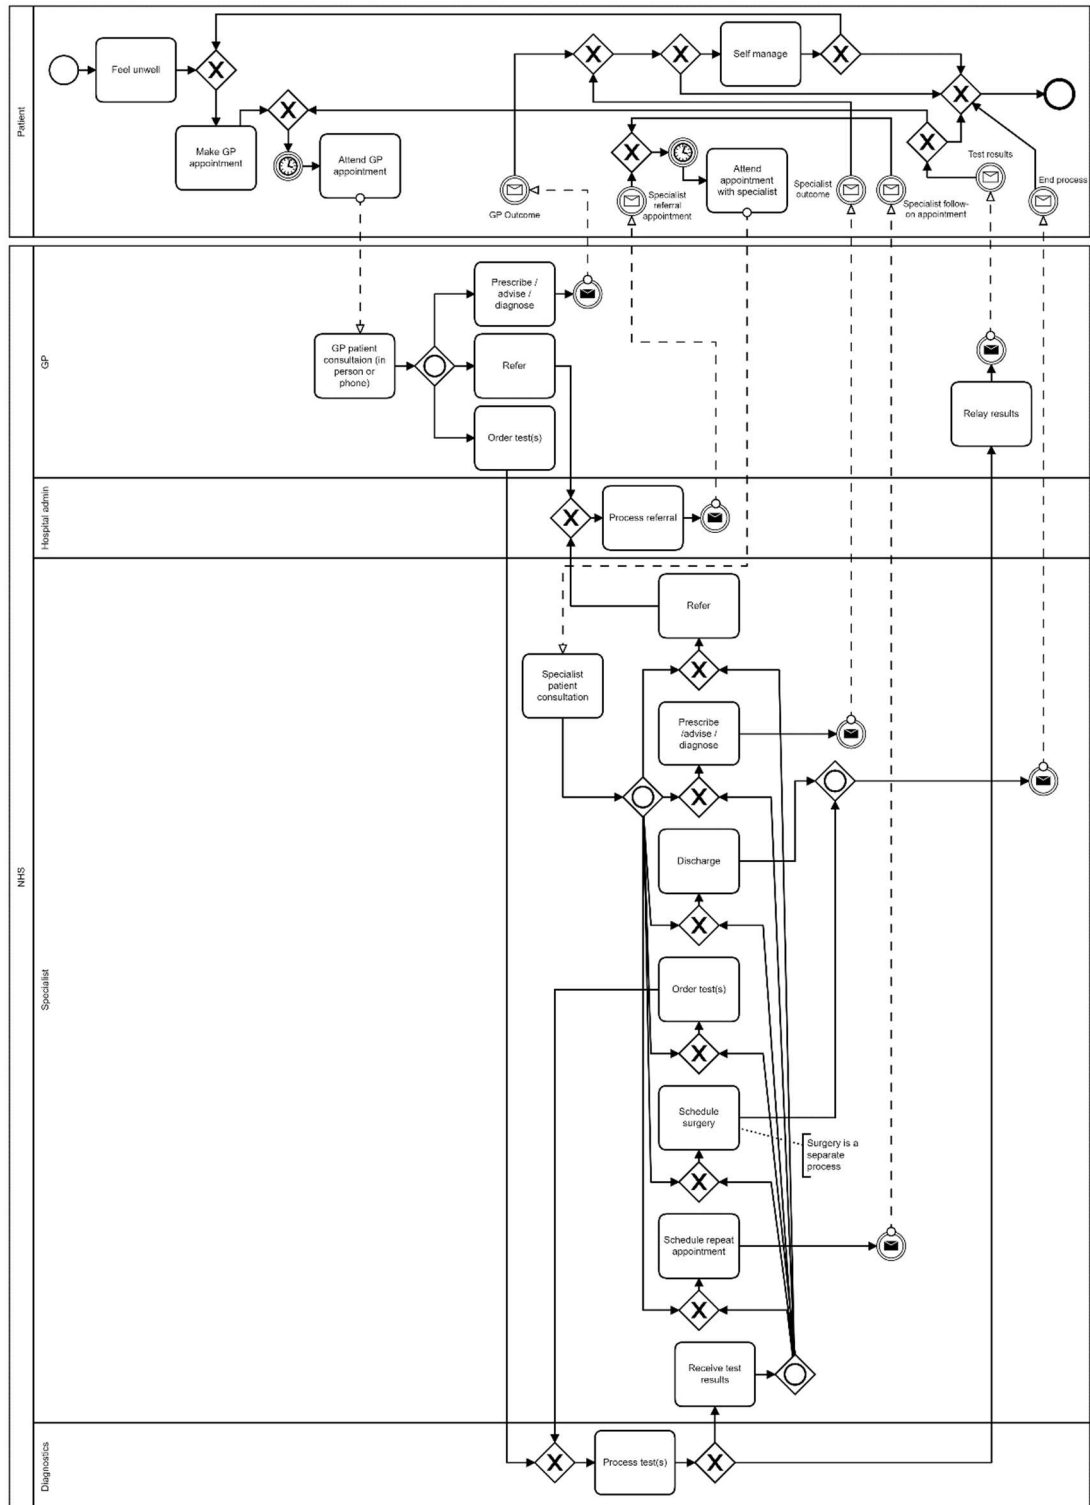 Patient
Feel unwell
Self manage
Make GP
appointment
Attend GP
appointment
GP Outcome
Specialist
referral
appointment
Attend
appointment
with specialist
Specialist
outcome
Specialist follow-
on appointment
Test results
End process
NHS
GP
Prescribe /
advise /
diagnose
GP patient
consultaion (in
person or
phone)
Refer
Order test(s)
Relay results
Hospital admin
Process referral
Specialist
Refer
Specialist
patient
consultation
Prescribe
/advise /
diagnose
Discharge
Order test(s)
Schedule
surgery
Surgery is a
separate
process
Schedule repeat
appointment
Receive test
results
Diagnostics
Process test(s)